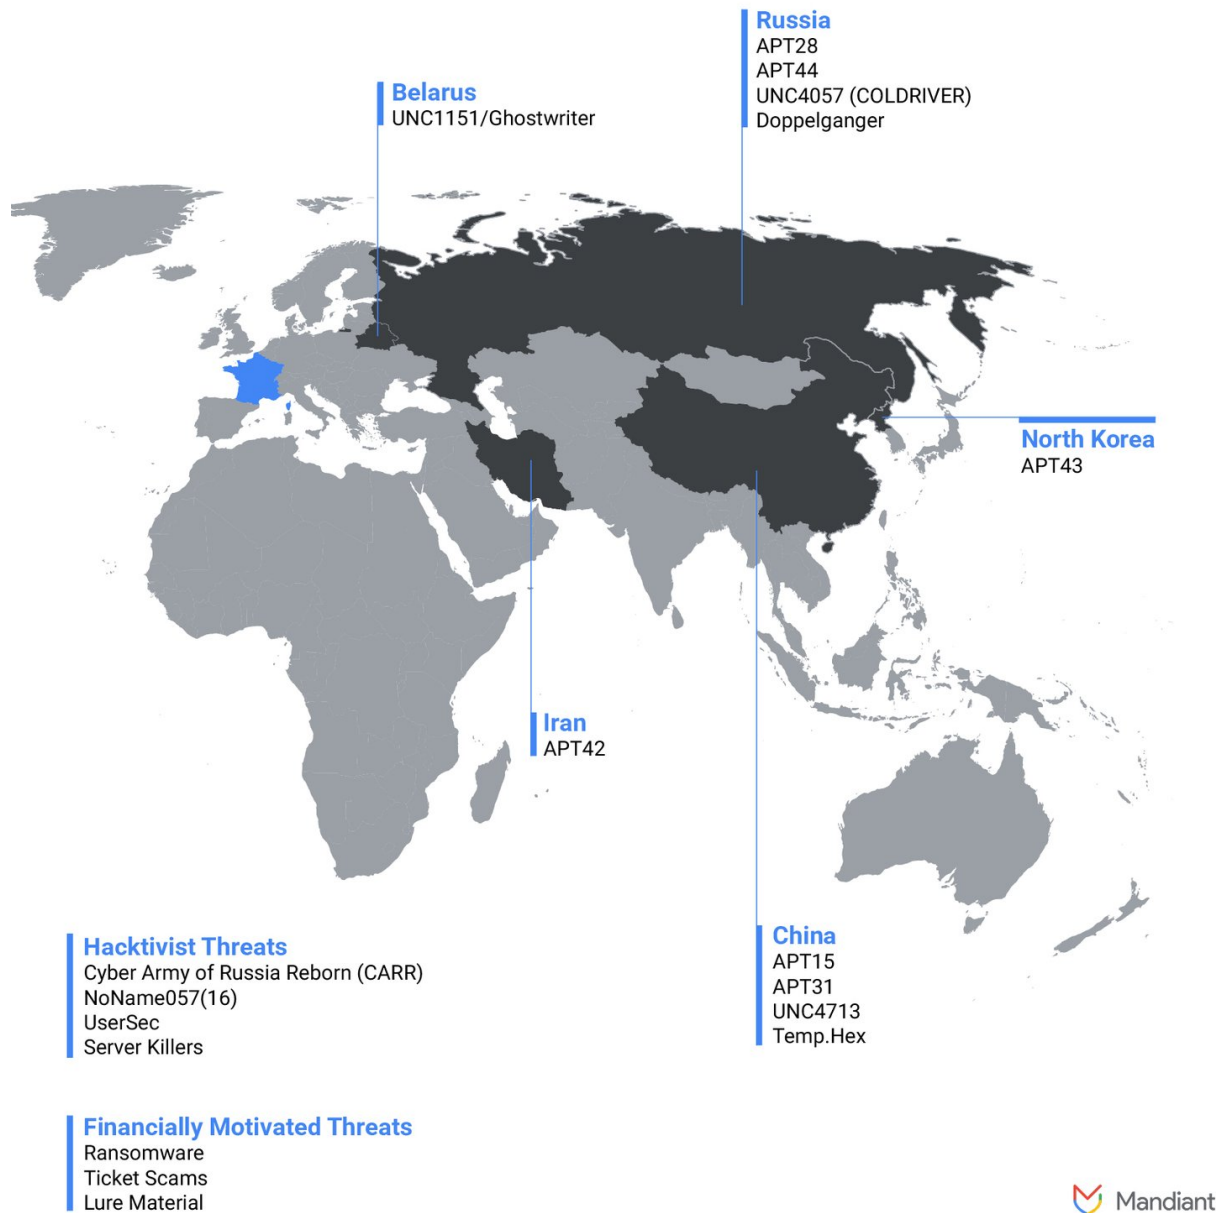 Russia
APT28
APT44
UNC4057 (COLDRIVER)
Doppelganger
Belarus
UNC1151/Ghostwriter
North Korea
APT43
Iran
APT42
China
APT15
APT31
UNC4713
Temp.Hex
Hacktivist Threats
Cyber Army of Russia Reborn (CARR)
NoName057(16)
UserSec
Server Killers
Financially Motivated Threats
Ransomware
Ticket Scams
Lure Material
Mandiant